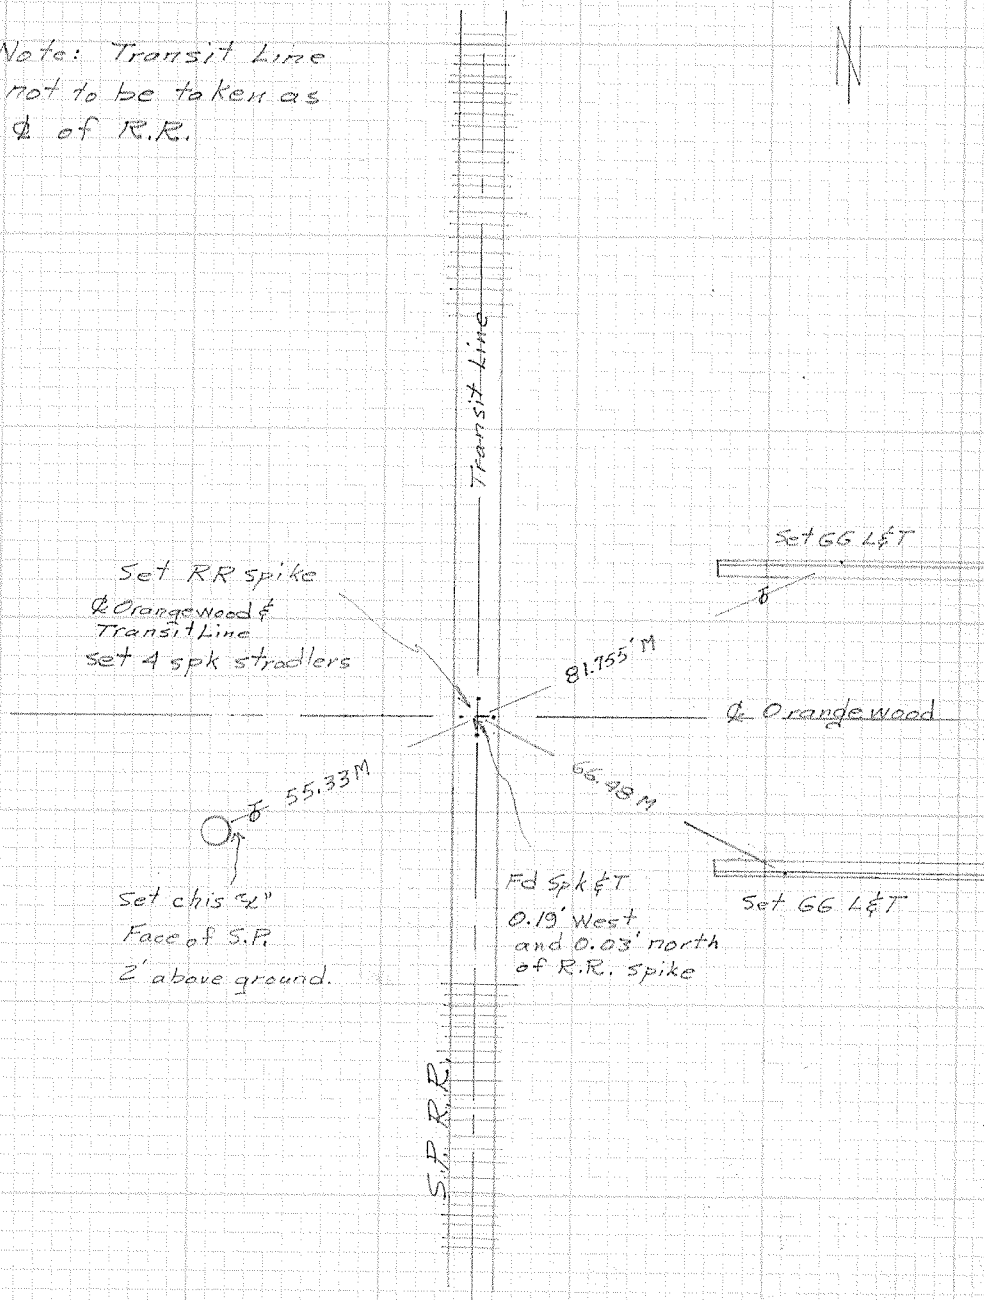 Note: Transit Line
not to be taken as
℄ of R.R.
N
Transit Line
Set GG L&T
Set RR spike
℄ Orangewood &
Transit Line
set 4 spk stradlers
81.755' M
℄ Orangewood
55.33 M
66.48 M
Set chis "x"
Face of S.P.
2' above ground.
Fd Spk & T
0.19' West
and 0.03' north
of R.R. spike
Set GG L&T
S.P. R.R.